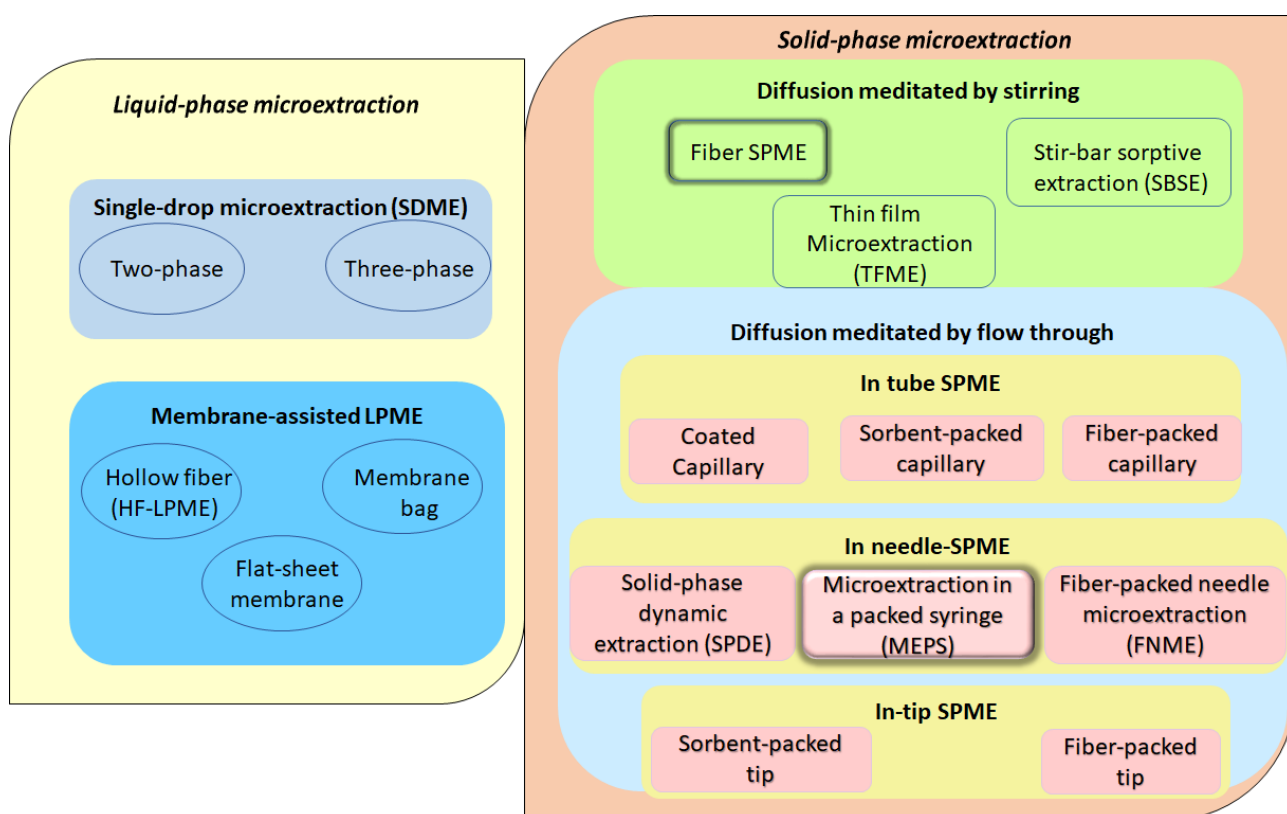 Liquid-phase microextraction
Single-drop microextraction (SDME)
Two-phase
Three-phase
Membrane-assisted LPME
Hollow fiber
(HF-LPME)
Membrane
bag
Flat-sheet
membrane
Solid-phase microextraction
Diffusion meditated by stirring
Fiber SPME
Stir-bar sorptive
extraction (SBSE)
Thin film
Microextraction
(TFME)
Diffusion meditated by flow through
In tube SPME
Coated
Capillary
Sorbent-packed
capillary
Fiber-packed
capillary
In needle-SPME
Solid-phase
dynamic
extraction (SPDE)
Microextraction in
a packed syringe
(MEPS)
Fiber-packed needle
microextraction
(FNME)
In-tip SPME
Sorbent-packed
tip
Fiber-packed
tip